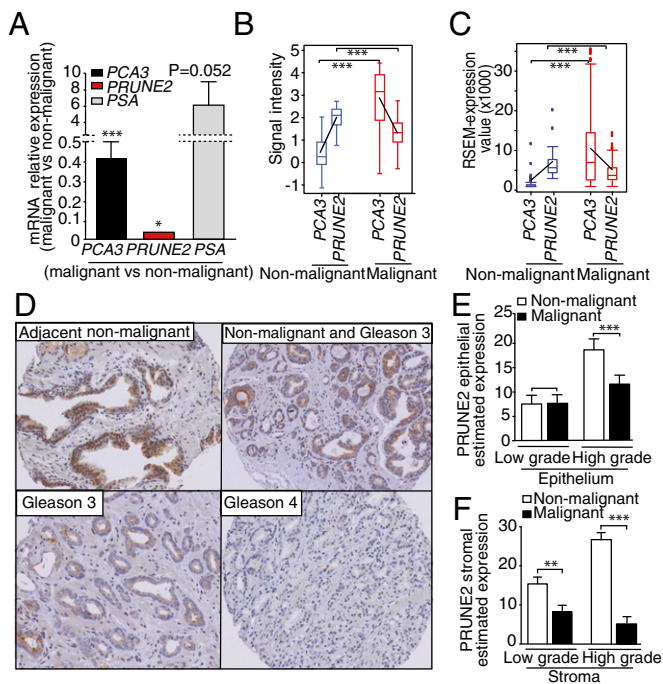 A
mRNA relative expression
(malignant vs non-malignant)
10
8
6
4
2
0.5
0.4
0.3
0.2
0.1
0
PCA3
PRUNE2
PSA
P=0.052
***
*
PCA3 PRUNE2 PSA
(malignant vs non-malignant)
B
Signal intensity
5
4
3
2
1
0
-1
***
***
PCA3
PRUNE2
PCA3
PRUNE2
Non-malignant Malignant
C
RSEM-expression
value (x1000)
35
30
25
20
15
10
5
0
***
***
PCA3
PRUNE2
PCA3
PRUNE2
Non-malignant Malignant
D
Adjacent non-malignant
Non-malignant and Gleason 3
Gleason 3
Gleason 4
E
Non-malignant
Malignant
PRUNE2 epithelial
estimated expression
25
20
15
10
5
0
***
Low grade High grade
Epithelium
F
Non-malignant
Malignant
PRUNE2 stromal
estimated expression
30
20
10
0
**
***
Low grade High grade
Stroma